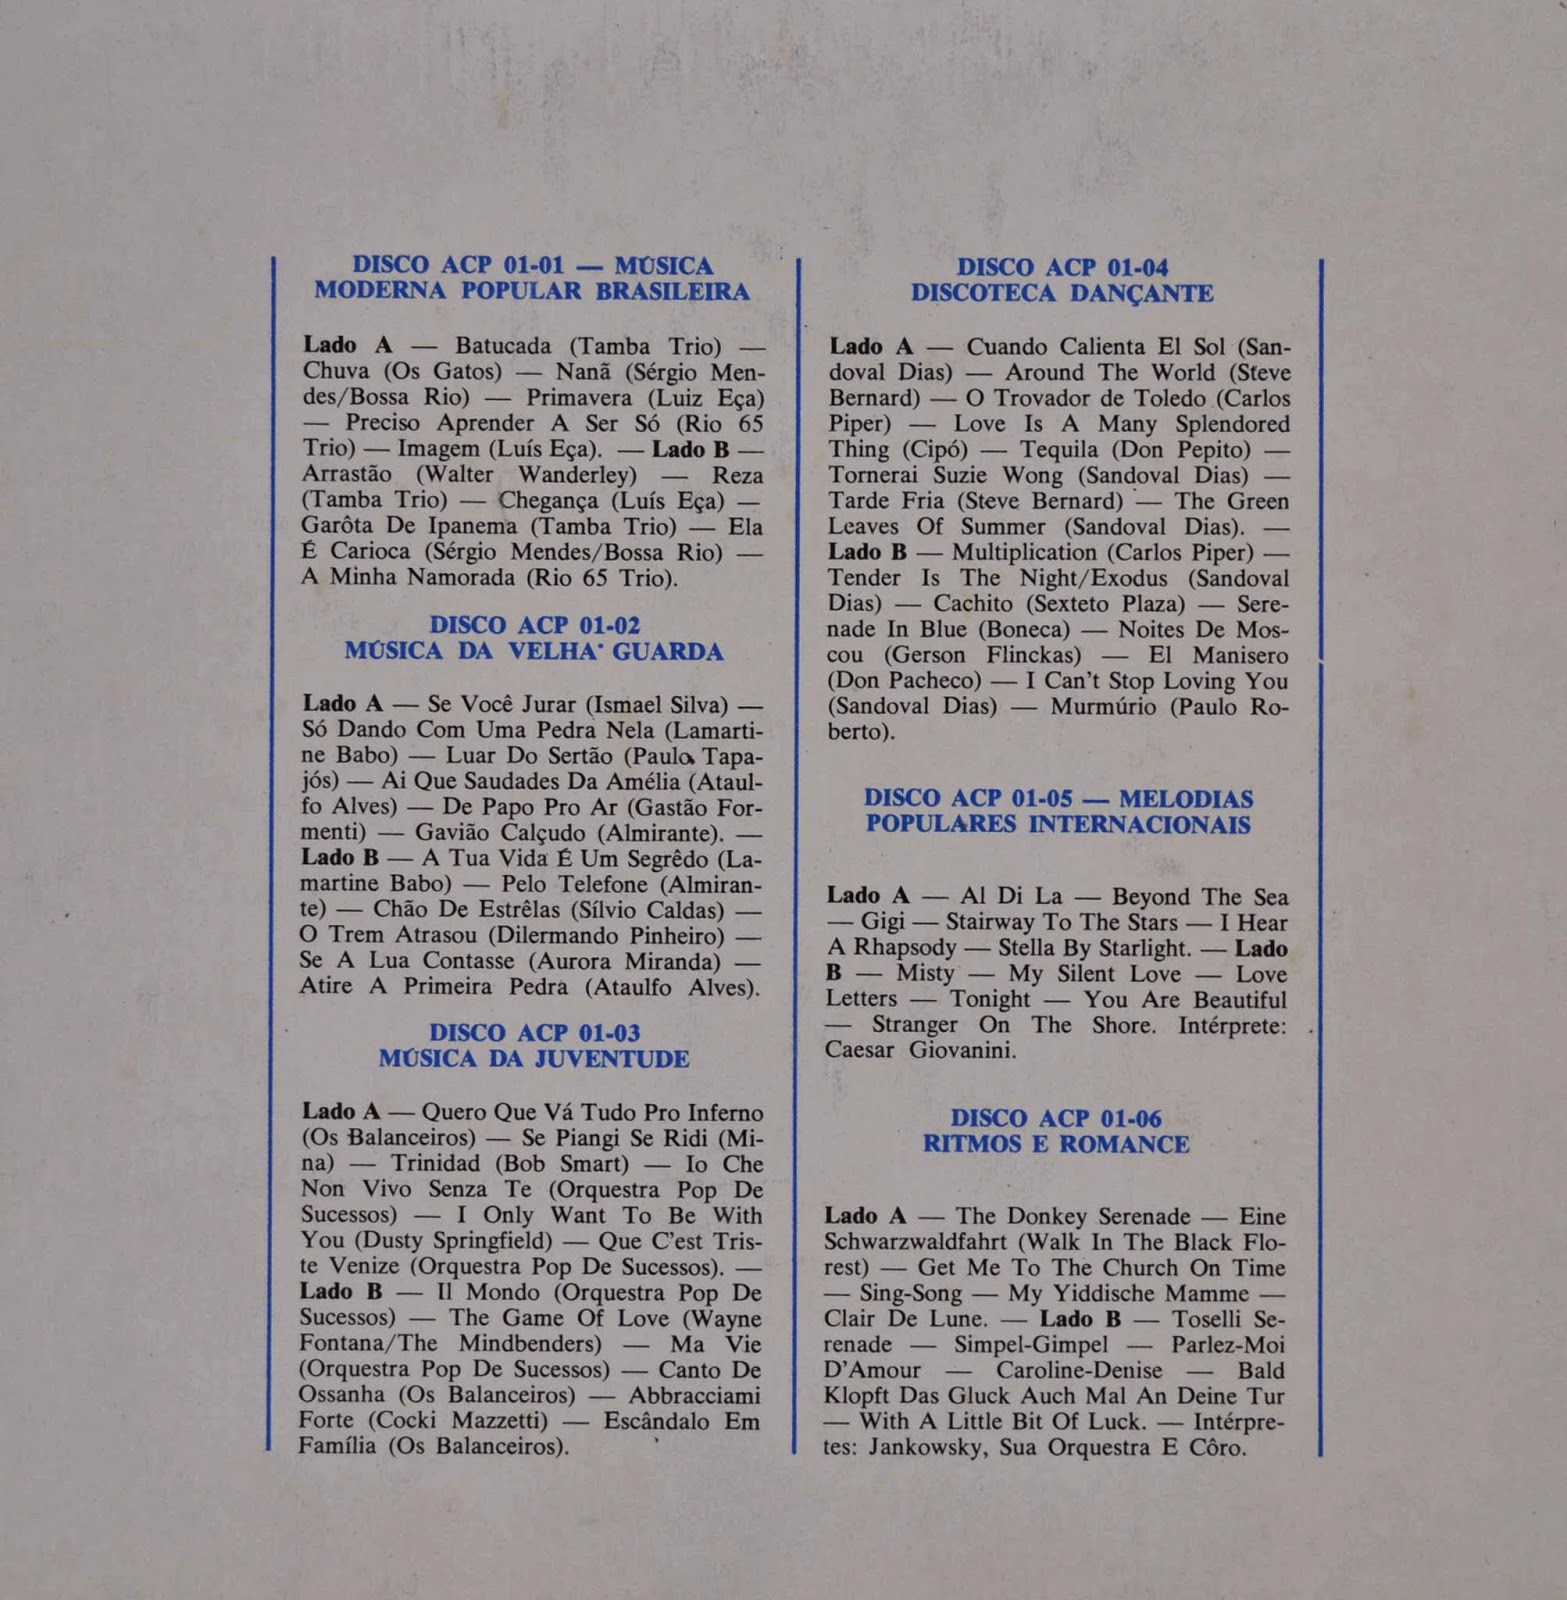 DISCO ACP 01-01 — MÚSICA
MODERNA POPULAR BRASILEIRA
Lado A — Batucada (Tamba Trio) —
Chuva (Os Gatos) — Nanã (Sérgio Men-
des/Bossa Rio) — Primavera (Luiz Eça)
— Preciso Aprender A Ser Só (Rio 65
Trio) — Imagem (Luís Eça). — Lado B —
Arrastão (Walter Wanderley) — Reza
(Tamba Trio) — Chegança (Luís Eça) —
Garôta De Ipanema (Tamba Trio) — Ela
É Carioca (Sérgio Mendes/Bossa Rio) —
A Minha Namorada (Rio 65 Trio).
DISCO ACP 01-02
MÚSICA DA VELHA GUARDA
Lado A — Se Você Jurar (Ismael Silva) —
Só Dando Com Uma Pedra Nela (Lamarti-
ne Babo) — Luar Do Sertão (Paulo Tapa-
jós) — Ai Que Saudades Da Amélia (Ataul-
fo Alves) — De Papo Pro Ar (Gastão For-
menti) — Gavião Calçudo (Almirante). —
Lado B — A Tua Vida É Um Segrêdo (La-
martine Babo) — Pelo Telefone (Almiran-
te) — Chão De Estrêlas (Sílvio Caldas) —
O Trem Atrasou (Dilermando Pinheiro) —
Se A Lua Contasse (Aurora Miranda) —
Atire A Primeira Pedra (Ataulfo Alves).
DISCO ACP 01-03
MÚSICA DA JUVENTUDE
Lado A — Quero Que Vá Tudo Pro Inferno
(Os Balanceiros) — Se Piangi Se Ridi (Mi-
na) — Trinidad (Bob Smart) — Io Che
Non Vivo Senza Te (Orquestra Pop De
Sucessos) — I Only Want To Be With
You (Dusty Springfield) — Que C'est Tris-
te Venize (Orquestra Pop De Sucessos). —
Lado B — Il Mondo (Orquestra Pop De
Sucessos) — The Game Of Love (Wayne
Fontana/The Mindbenders) — Ma Vie
(Orquestra Pop De Sucessos) — Canto De
Ossanha (Os Balanceiros) — Abbracciami
Forte (Cocki Mazzetti) — Escândalo Em
Família (Os Balanceiros).
DISCO ACP 01-04
DISCOTECA DANÇANTE
Lado A — Cuando Calienta El Sol (San-
doval Dias) — Around The World (Steve
Bernard) — O Trovador de Toledo (Carlos
Piper) — Love Is A Many Splendored
Thing (Cipó) — Tequila (Don Pepito) —
Tornerai Suzie Wong (Sandoval Dias) —
Tarde Fria (Steve Bernard) — The Green
Leaves Of Summer (Sandoval Dias). —
Lado B — Multiplication (Carlos Piper) —
Tender Is The Night/Exodus (Sandoval
Dias) — Cachito (Sexteto Plaza) — Sere-
nade In Blue (Boneca) — Noites De Mos-
cou (Gerson Flinckas) — El Manisero
(Don Pacheco) — I Can't Stop Loving You
(Sandoval Dias) — Murmúrio (Paulo Ro-
berto).
DISCO ACP 01-05 — MELODIAS
POPULARES INTERNACIONAIS
Lado A — Al Di La — Beyond The Sea
— Gigi — Stairway To The Stars — I Hear
A Rhapsody — Stella By Starlight. — Lado
B — Misty — My Silent Love — Love
Letters — Tonight — You Are Beautiful
— Stranger On The Shore. Intérprete:
Caesar Giovanini.
DISCO ACP 01-06
RITMOS E ROMANCE
Lado A — The Donkey Serenade — Eine
Schwarzwaldfahrt (Walk In The Black Flo-
rest) — Get Me To The Church On Time
— Sing-Song — My Yiddische Mamme —
Clair De Lune. — Lado B — Toselli Se-
renade — Simpel-Gimpel — Parlez-Moi
D'Amour — Caroline-Denise — Bald
Klopft Das Gluck Auch Mal An Deine Tur
— With A Little Bit Of Luck. — Intérpre-
tes: Jankowsky, Sua Orquestra E Côro.